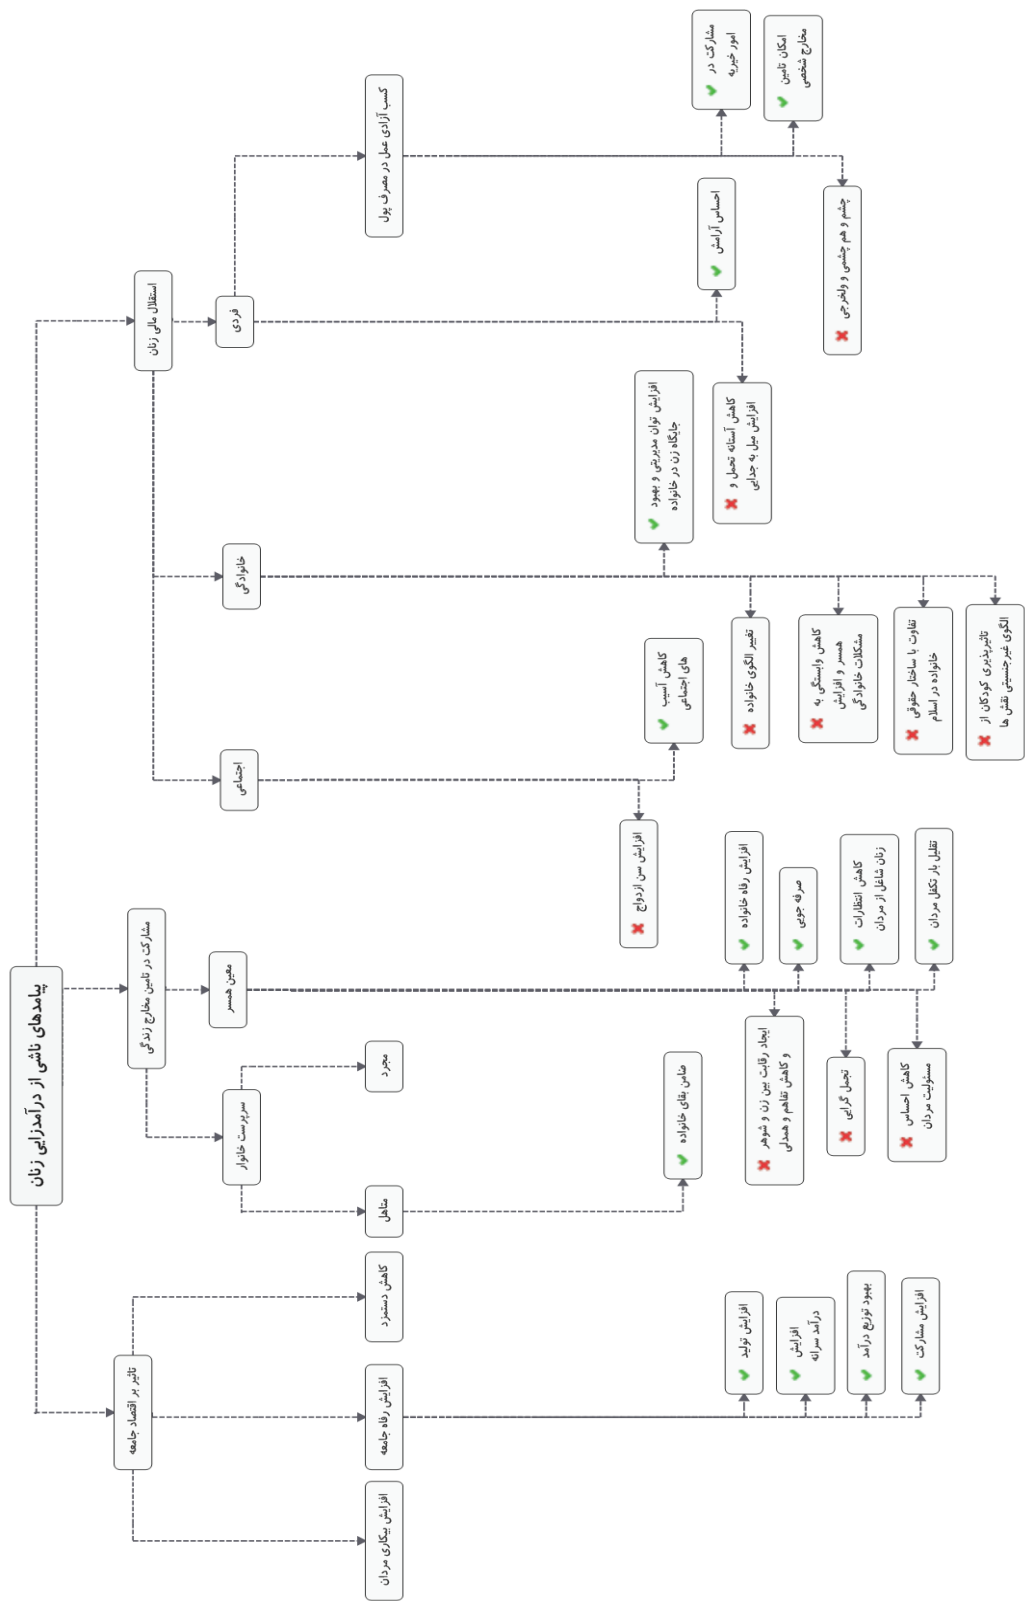 پیامدهای ناشی از درآمدزایی زنان
استقلال مالی زنان
فردی
کسب آزادی عمل در مصرف پول
مشارکت در
امور خیریه
امکان تامین
مخارج شخصی
چشم و هم چشمی و ولخرجی
احساس آرامش
کاهش آستانه تحمل و
افزایش میل به جدایی
خانوادگی
افزایش توان مدیریتی و بهبود
جایگاه زن در خانواده
تغییر الگوی خانواده
کاهش وابستگی به
همسر و افزایش
مشکلات خانوادگی
تفاوت با ساختار حقوقی
خانواده در اسلام
تاثیرپذیری کودکان از
الگوی غیرجنسیتی نقش ها
اجتماعی
کاهش آسیب
های اجتماعی
افزایش سن ازدواج
مشارکت در تامین مخارج زندگی
معین همسر
افزایش رفاه خانواده
صرفه جویی
کاهش انتظارات
زنان شاغل از مردان
تقلیل بار تکفل مردان
ایجاد رقابت بین زن و شوهر
و کاهش تفاهم و همدلی
تجمل گرایی
کاهش احساس
مسئولیت مردان
سرپرست خانوار
مجرد
متاهل
ضامن بقای خانواده
تاثیر بر اقتصاد جامعه
کاهش دستمزد
افزایش رفاه جامعه
افزایش تولید
افزایش
درآمد سرانه
بهبود توزیع درآمد
افزایش مشارکت
افزایش بیکاری مردان